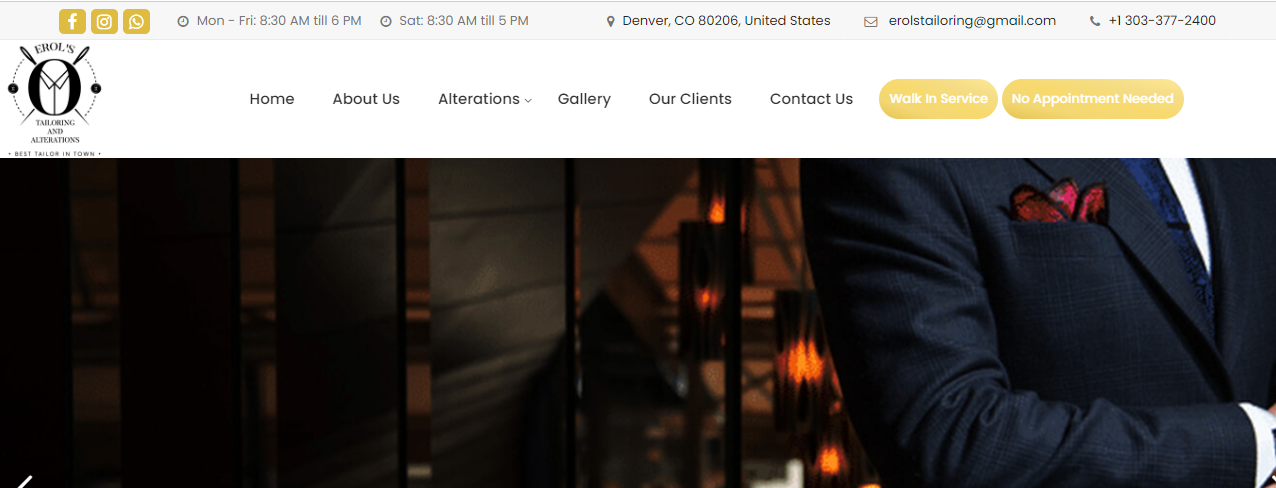 Mon - Fri: 8:30 AM till 6 PM Sat: 8:30 AM till 5 PM Denver, CO 80206, United States erolstailoring@gmail.com +1 303-377-2400
EROL'S
O
TAILORING
AND
ALTERATIONS
• BEST TAILOR IN TOWN •
Home About Us Alterations Gallery Our Clients Contact Us Walk In Service No Appointment Needed